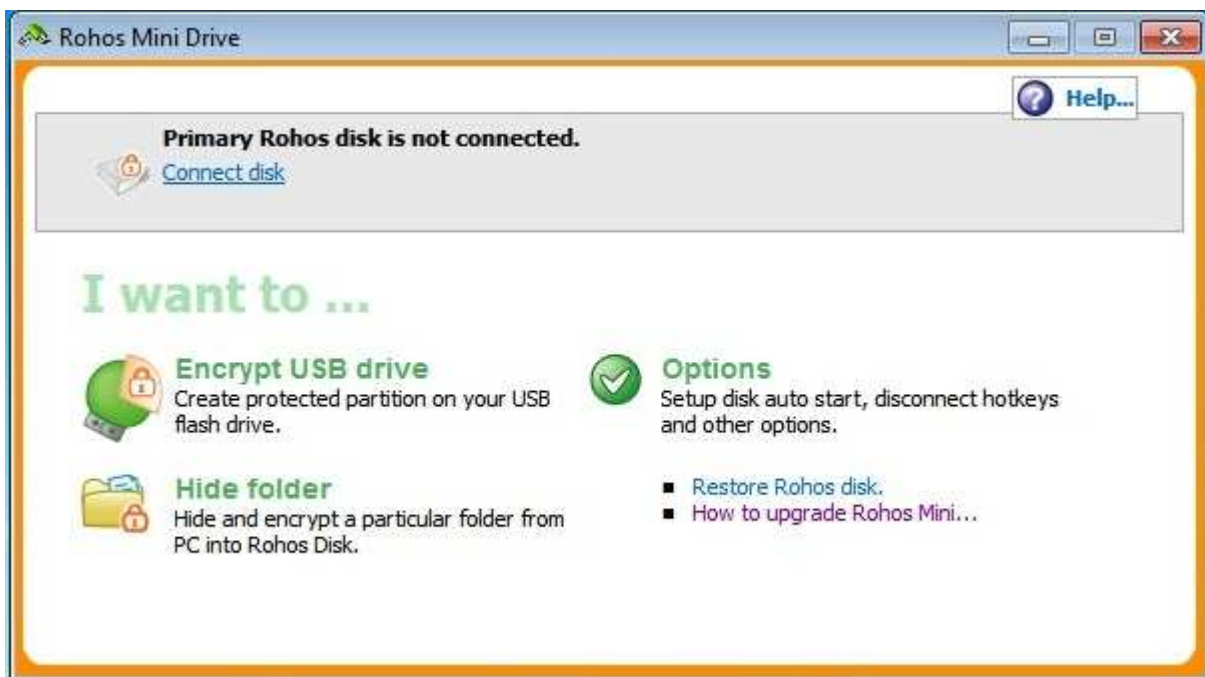 Rohos Mini Drive
Help...
Primary Rohos disk is not connected.
Connect disk
I want to ...
Encrypt USB drive
Create protected partition on your USB
flash drive.
Options
Setup disk auto start, disconnect hotkeys
and other options.
Hide folder
Hide and encrypt a particular folder from
PC into Rohos Disk.
Restore Rohos disk.
How to upgrade Rohos Mini...